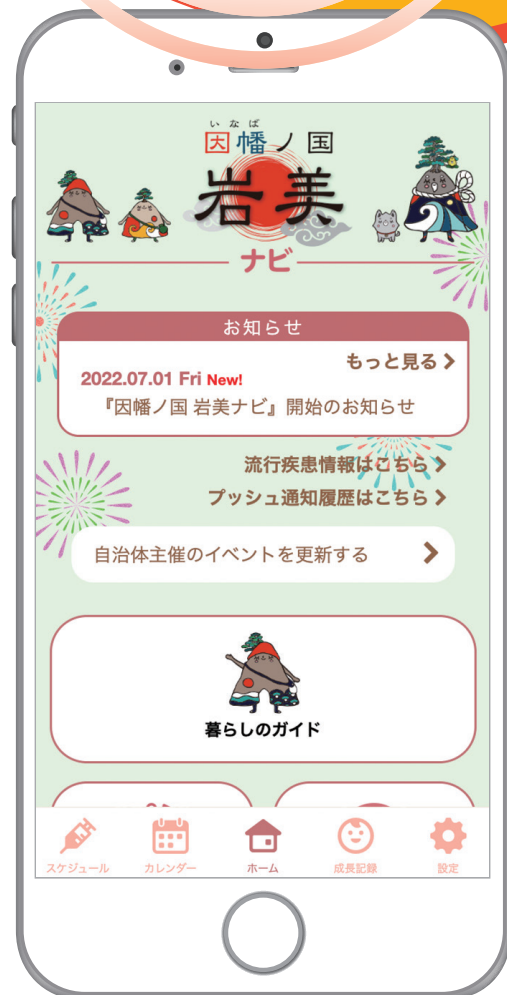 いなば
因幡ノ国
岩美
ナビ
お知らせ
もっと見る
2022.07.01 Fri New!
『因幡ノ国 岩美ナビ』開始のお知らせ
流行疾患情報はこちら
プッシュ通知履歴はこちら
自治体主催のイベントを更新する
暮らしのガイド
スケジュール
カレンダー
ホーム
成長記録
設定